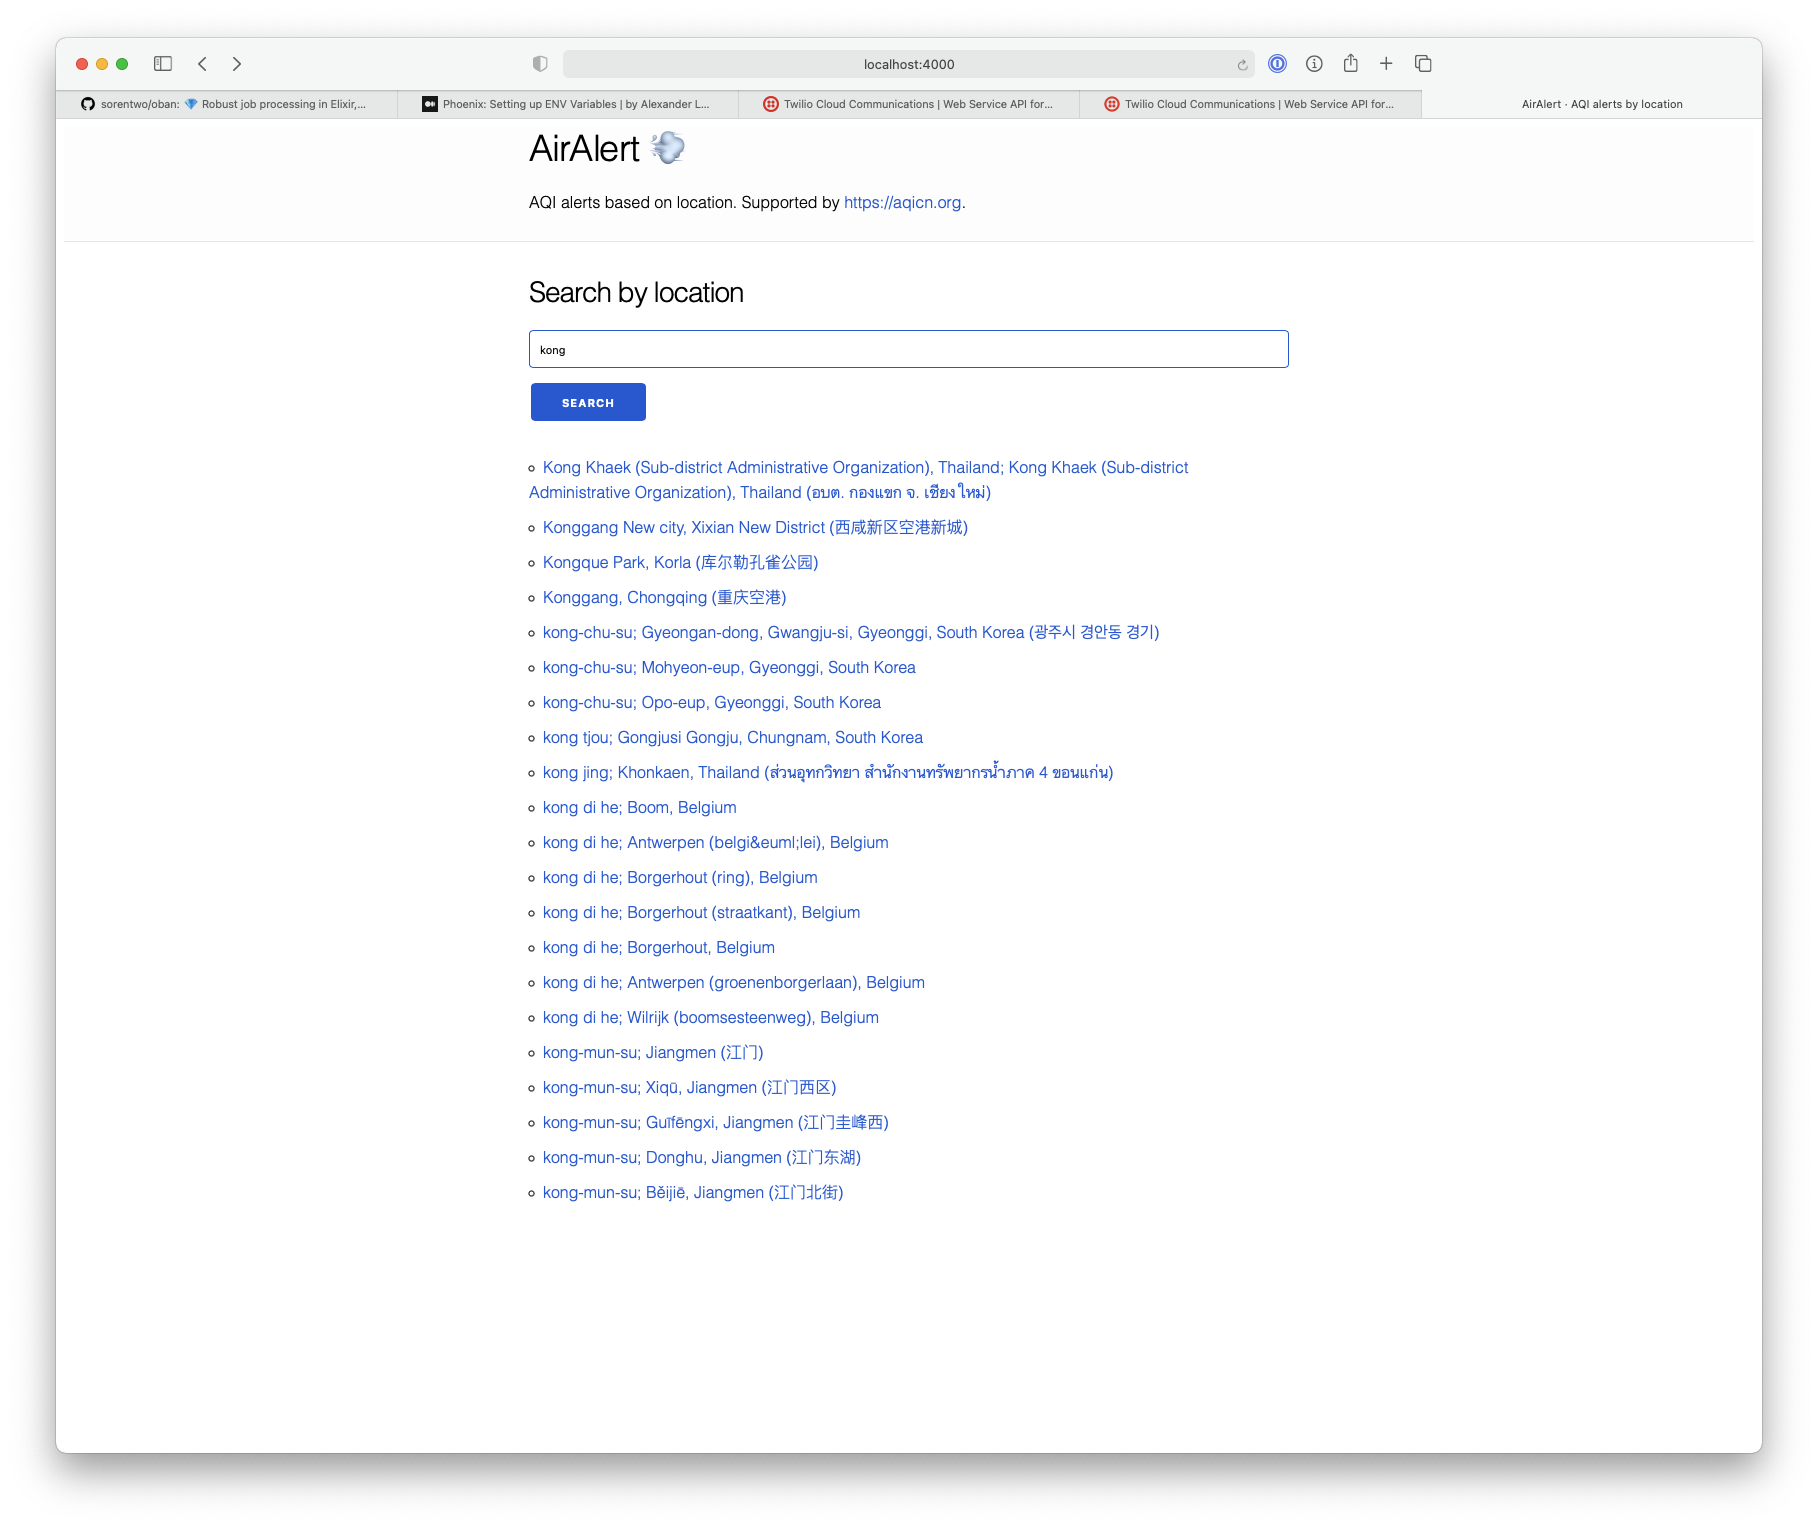 localhost:4000
sorentwo/oban: 💎 Robust job processing in Elixir,...
Phoenix: Setting up ENV Variables | by Alexander L...
Twilio Cloud Communications | Web Service API for...
Twilio Cloud Communications | Web Service API for...
AirAlert · AQI alerts by location
AirAlert 💨
AQI alerts based on location. Supported by https://aqicn.org.
Search by location
kong
SEARCH
Kong Khaek (Sub-district Administrative Organization), Thailand; Kong Khaek (Sub-district
Administrative Organization), Thailand (อบต. กองแขก จ. เชียงใหม่)
Konggang New city, Xixian New District (西咸新区空港新城)
Kongque Park, Korla (库尔勒孔雀公园)
Konggang, Chongqing (重庆空港)
kong-chu-su; Gyeongan-dong, Gwangju-si, Gyeonggi, South Korea (광주시 경안동 경기)
kong-chu-su; Mohyeon-eup, Gyeonggi, South Korea
kong-chu-su; Opo-eup, Gyeonggi, South Korea
kong tjou; Gongjusi Gongju, Chungnam, South Korea
kong jing; Khonkaen, Thailand (ส่วนอุทกวิทยา สำนักงานทรัพยากรน้ำภาค 4 ขอนแก่น)
kong di he; Boom, Belgium
kong di he; Antwerpen (belgi&euml;lei), Belgium
kong di he; Borgerhout (ring), Belgium
kong di he; Borgerhout (straatkant), Belgium
kong di he; Borgerhout, Belgium
kong di he; Antwerpen (groenenborgerlaan), Belgium
kong di he; Wilrijk (boomsesteenweg), Belgium
kong-mun-su; Jiangmen (江门)
kong-mun-su; Xiqū, Jiangmen (江门西区)
kong-mun-su; Guīfēngxi, Jiangmen (江门圭峰西)
kong-mun-su; Donghu, Jiangmen (江门东湖)
kong-mun-su; Běijiē, Jiangmen (江门北街)